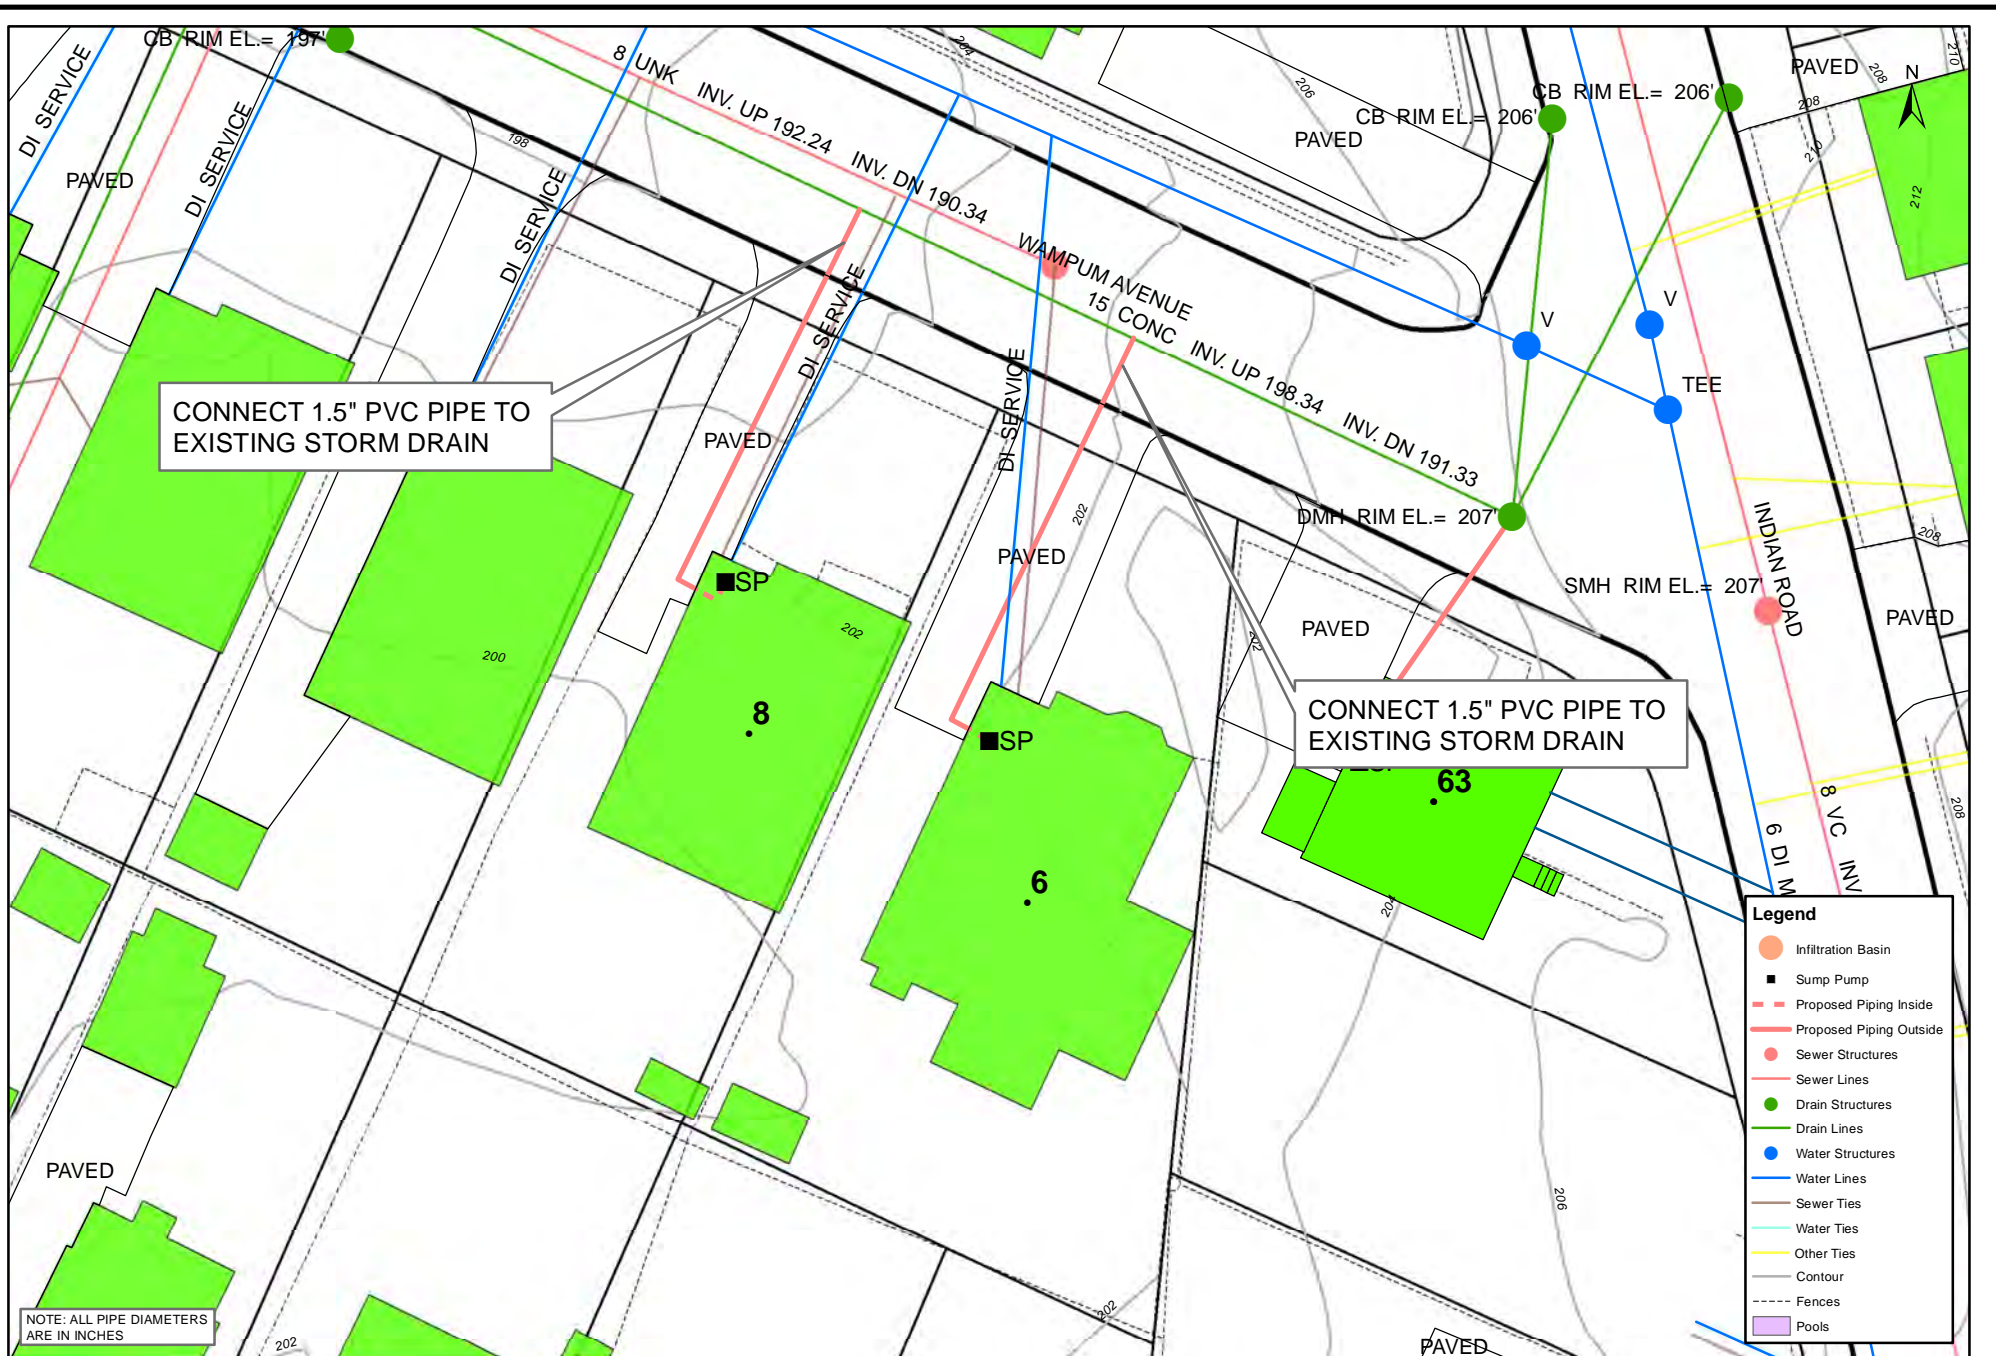 CB RIM EL.= 197'
DI SERVICE
DI SERVICE
DI SERVICE
DI SERVICE
DI SERVICE
8 UNK INV. UP 192.24 INV. DN 190.34
WAMPUM AVENUE
15 CONC INV. UP 198.34 INV. DN 191.33
CB RIM EL.= 206'
CB RIM EL.= 206'
PAVED
PAVED
PAVED
N
204
206
208
208
210
210
212
198
V
V
TEE
CONNECT 1.5" PVC PIPE TO
EXISTING STORM DRAIN
PAVED
PAVED
202
DMH RIM EL.= 207'
SMH RIM EL.= 207'
INDIAN ROAD
208
PAVED
PAVED
SP
SP
200
202
202
8
6
63
CONNECT 1.5" PVC PIPE TO
EXISTING STORM DRAIN
8 VC INV
6 DI M
208
204
206
202
202
PAVED
PAVED
NOTE: ALL PIPE DIAMETERS
ARE IN INCHES
Legend
Infiltration Basin
Sump Pump
Proposed Piping Inside
Proposed Piping Outside
Sewer Structures
Sewer Lines
Drain Structures
Drain Lines
Water Structures
Water Lines
Sewer Ties
Water Ties
Other Ties
Contour
Fences
Pools